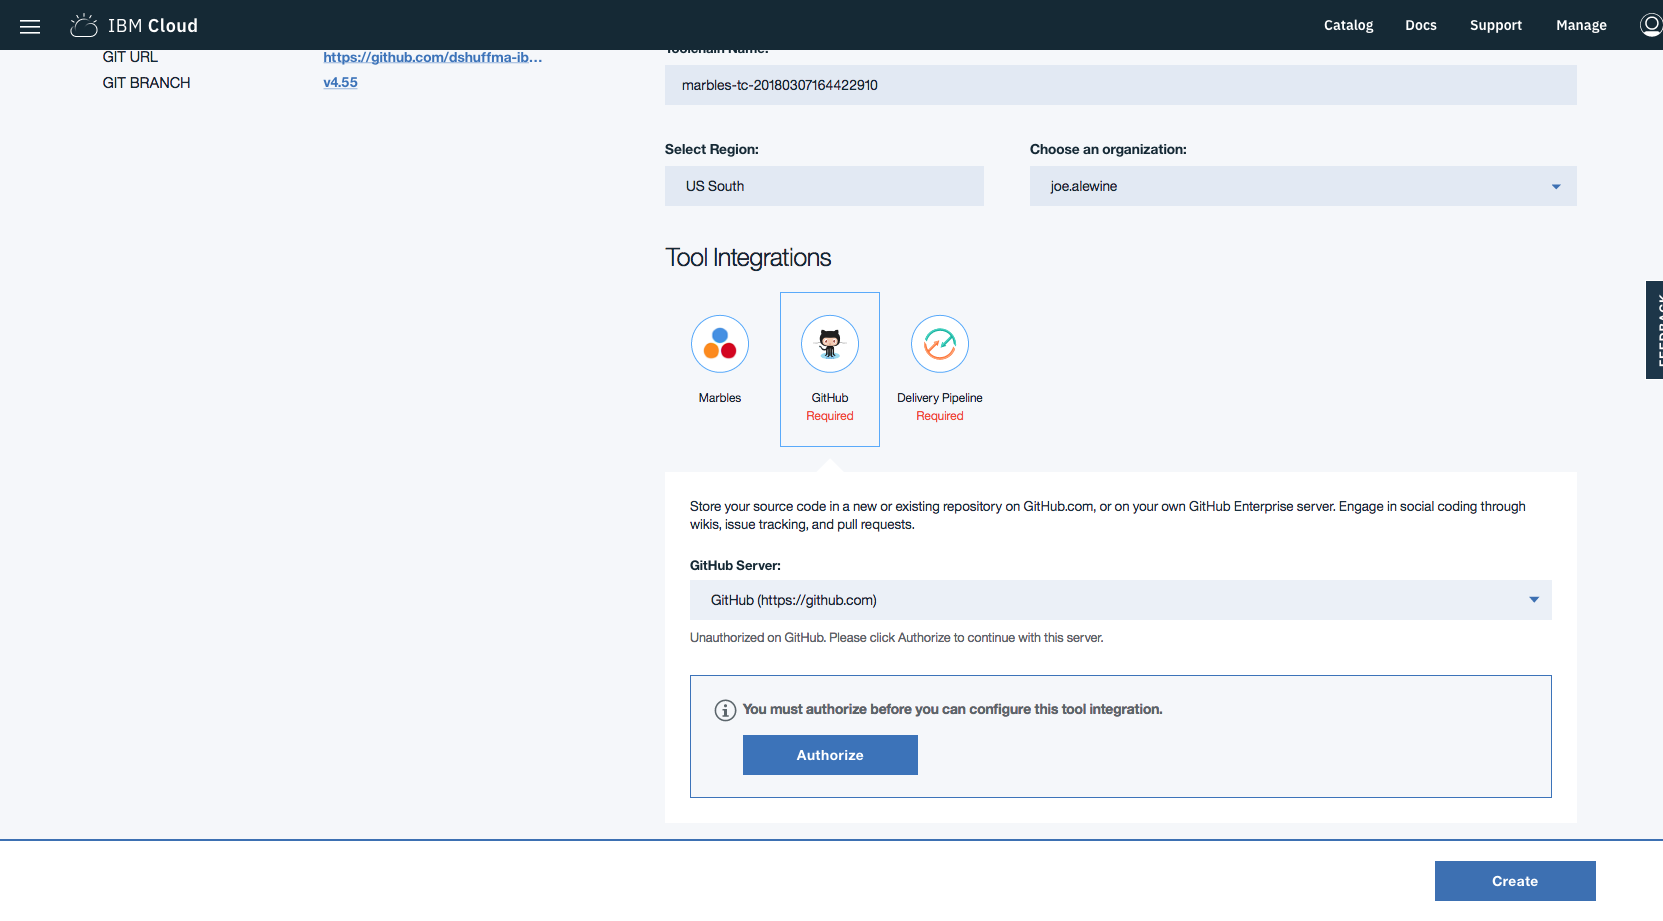 IBM Cloud
Catalog
Docs
Support
Manage
GIT URL
https://github.com/dshuffma-ib...
GIT BRANCH
v4.55
Toolchain Name:
marbles-tc-20180307164422910
Select Region:
Choose an organization:
US South
joe.alewine
Tool Integrations
Marbles
GitHub
Required
Delivery Pipeline
Required
FEEDBACK
Store your source code in a new or existing repository on GitHub.com, or on your own GitHub Enterprise server. Engage in social coding through
wikis, issue tracking, and pull requests.
GitHub Server:
GitHub (https://github.com)
Unauthorized on GitHub. Please click Authorize to continue with this server.
You must authorize before you can configure this tool integration.
Authorize
Create